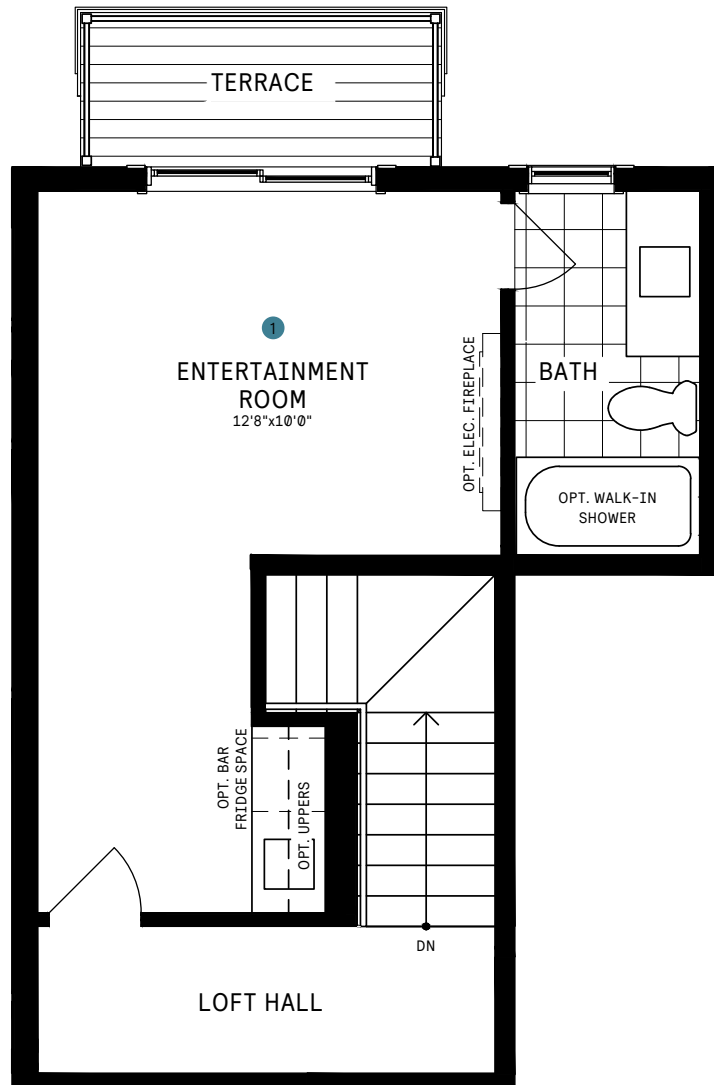 TERRACE
1
ENTERTAINMENT
ROOM
12'8"x10'0"
OPT. ELEC. FIREPLACE
BATH
OPT. WALK-IN
SHOWER
OPT. BAR
FRIDGE SPACE
OPT. UPPERS
DN
LOFT HALL